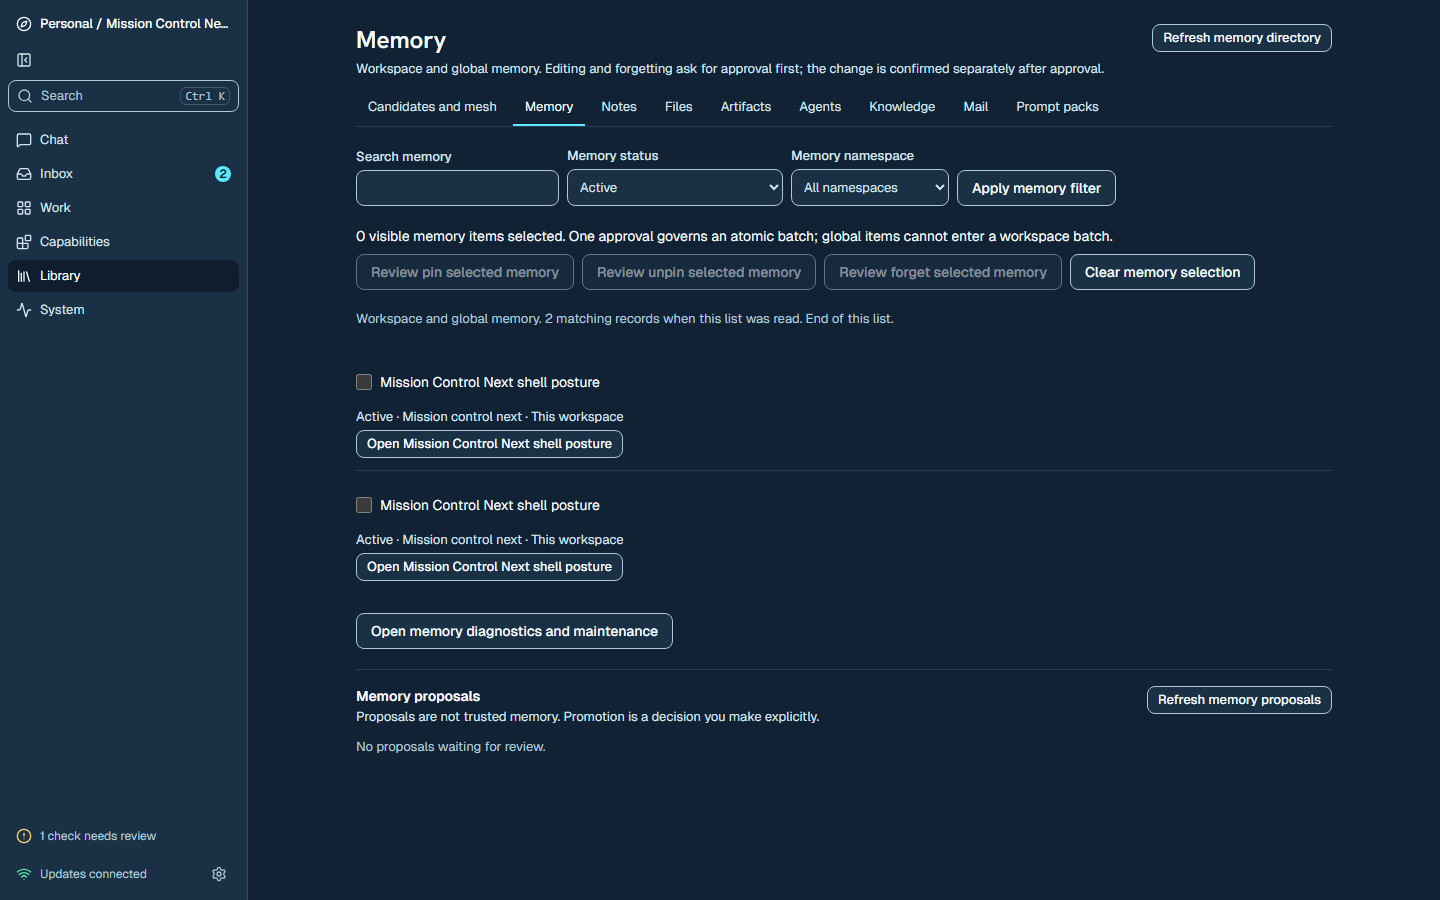 Personal / Mission Control Ne...
Search Ctrl K
Chat
Inbox 2
Work
Capabilities
Library
System
1 check needs review
Updates connected
Memory
Refresh memory directory
Workspace and global memory. Editing and forgetting ask for approval first; the change is confirmed separately after approval.
Candidates and mesh Memory Notes Files Artifacts Agents Knowledge Mail Prompt packs
Search memory Memory status Memory namespace
Active All namespaces Apply memory filter
0 visible memory items selected. One approval governs an atomic batch; global items cannot enter a workspace batch.
Review pin selected memory Review unpin selected memory Review forget selected memory Clear memory selection
Workspace and global memory. 2 matching records when this list was read. End of this list.
Mission Control Next shell posture
Active · Mission control next · This workspace
Open Mission Control Next shell posture
Mission Control Next shell posture
Active · Mission control next · This workspace
Open Mission Control Next shell posture
Open memory diagnostics and maintenance
Memory proposals
Refresh memory proposals
Proposals are not trusted memory. Promotion is a decision you make explicitly.
No proposals waiting for review.